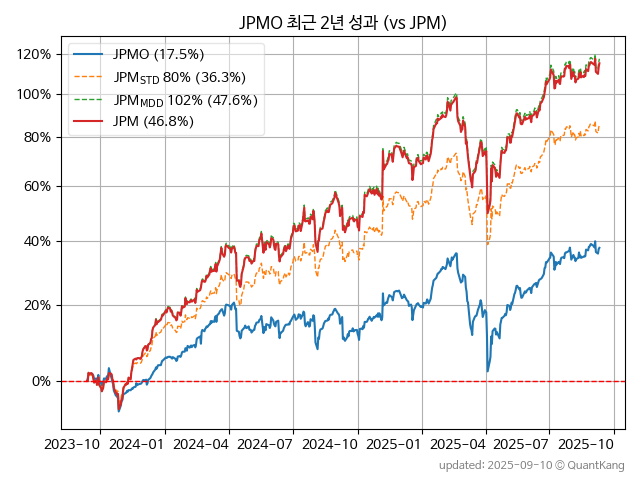 JPMO 최근 2년 성과 (vs JPM)
JPMO (17.5%)
JPM_STD 80% (36.3%)
JPM_MDD 102% (47.6%)
JPM (46.8%)
120%
100%
80%
60%
40%
20%
0%
2023-10 2024-01 2024-04 2024-07 2024-10 2025-01 2025-04 2025-07 2025-10
updated: 2025-09-10 © QuantKang